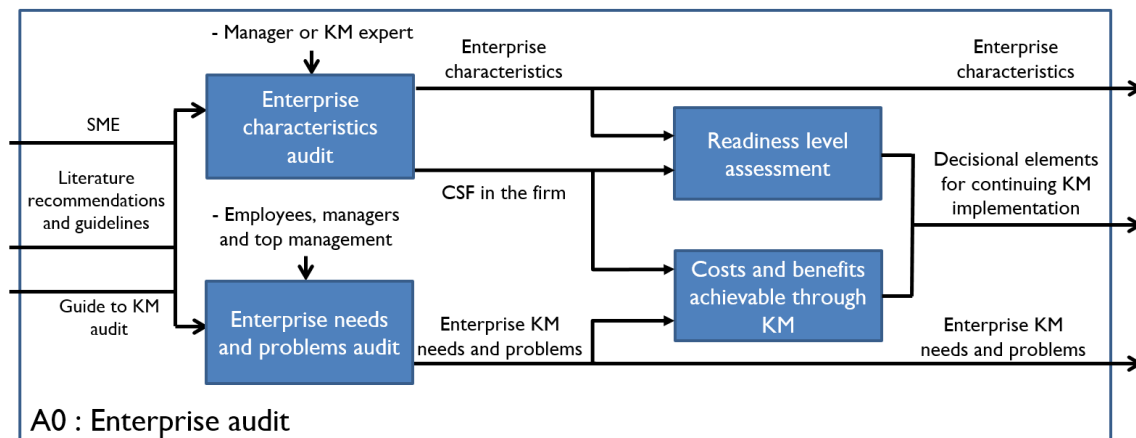 - Manager or KM expert
Enterprise
characteristics
Enterprise
characteristics
SME
Enterprise
characteristics
audit
Readiness level
assessment
Literature
recommendations
and guidelines
CSF in the firm
Decisional elements
for continuing KM
implementation
- Employees, managers
and top management
Costs and benefits
achievable through
KM
Guide to KM
audit
Enterprise needs
and problems audit
Enterprise KM
needs and problems
Enterprise KM
needs and problems
A0 : Enterprise audit